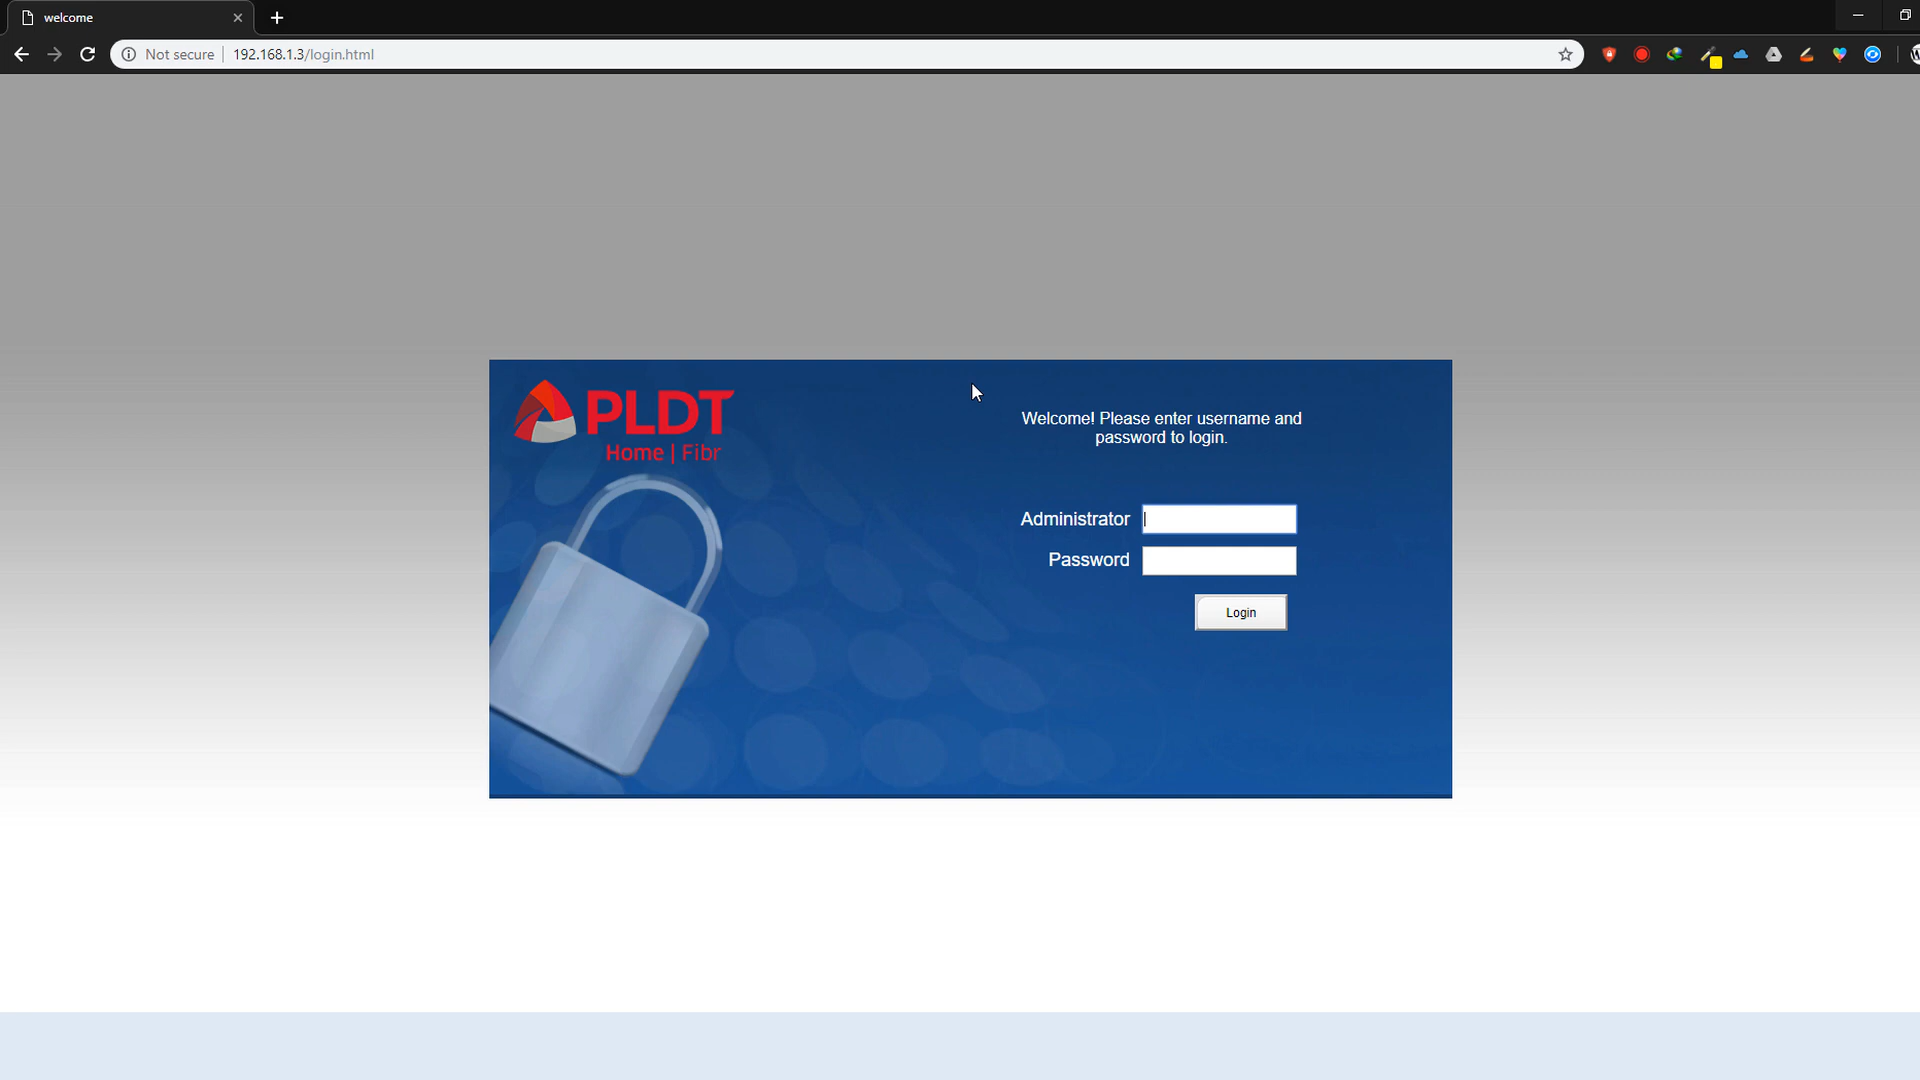 welcome
Not secure 192.168.1.3/login.html
PLDT
Home | Fibr
Welcome! Please enter username and
password to login.
Administrator
Password
Login